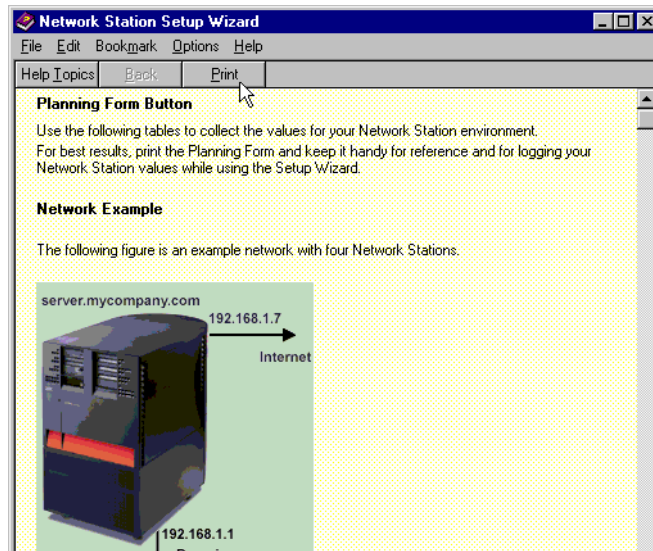 Network Station Setup Wizard
File Edit Bookmark Options Help
Help Topics Back Print
Planning Form Button
Use the following tables to collect the values for your Network Station environment.
For best results, print the Planning Form and keep it handy for reference and for logging your
Network Station values while using the Setup Wizard.
Network Example
The following figure is an example network with four Network Stations.
server.mycompany.com
192.168.1.7
Internet
192.168.1.1